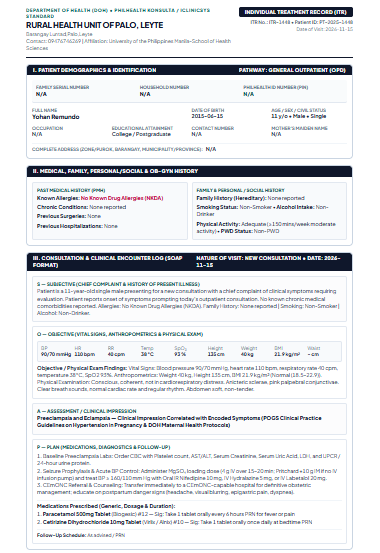 DEPARTMENT OF HEALTH (DOH) • PHILHEALTH KONSULTA / ICLINICSYS STANDARD
RURAL HEALTH UNIT OF PALO, LEYTE
Barangay Luntad, Palo, Leyte
Contact: 09476746269 | Affiliation: University of the Philippines Manila-School of Health Sciences
INDIVIDUAL TREATMENT RECORD (ITR)
ITR No.: ITR-1448 • Patient ID: PT-2025-1448
Date of Visit: 2026-11-15
I. PATIENT DEMOGRAPHICS & IDENTIFICATION
PATHWAY: GENERAL OUTPATIENT (OPD)
FAMILY SERIAL NUMBER
N/A
HOUSEHOLD NUMBER
N/A
PHILHEALTH ID NUMBER (PIN)
N/A
FULL NAME
Yohan Remundo
DATE OF BIRTH
2015-06-15
AGE / SEX / CIVIL STATUS
11 y/o • Male • Single
OCCUPATION
N/A
EDUCATIONAL ATTAINMENT
College / Postgraduate
CONTACT NUMBER
N/A
MOTHER'S MAIDEN NAME
N/A
COMPLETE ADDRESS (ZONE/PUROK, BARANGAY, MUNICIPALITY/PROVINCE): N/A
II. MEDICAL, FAMILY, PERSONAL/SOCIAL & OB-GYN HISTORY
PAST MEDICAL HISTORY (PMH)
Known Allergies: No Known Drug Allergies (NKDA)
Chronic Conditions: None reported
Previous Surgeries: None
Previous Hospitalizations: None
FAMILY & PERSONAL / SOCIAL HISTORY
Family History (Hereditary): None reported
Smoking Status: Non-Smoker • Alcohol Intake: Non-Drinker
Physical Activity: Adequate (≥150 mins/week moderate activity) • PWD Status: Non-PWD
III. CONSULTATION & CLINICAL ENCOUNTER LOG (SOAP FORMAT)
NATURE OF VISIT: NEW CONSULTATION • DATE: 2026-11-15
S — SUBJECTIVE (CHIEF COMPLAINT & HISTORY OF PRESENT ILLNESS)
Patient is a 11-year-old single male presenting for a new consultation with a chief complaint of clinical symptoms requiring evaluation. Patient reports onset of symptoms prompting today's outpatient consultation. No known chronic medical comorbidities reported. Allergies: No Known Drug Allergies (NKDA). Family History: None reported | Smoking: Non-Smoker | Alcohol: Non-Drinker.
O — OBJECTIVE (VITAL SIGNS, ANTHROPOMETRICS & PHYSICAL EXAM)
BP
90/70 mmHg
HR
110 bpm
RR
40 cpm
Temp
38 °C
SpO₂
93 %
Height
135 cm
Weight
40 kg
BMI
21.9 kg/m²
Waist
- cm
Objective / Physical Exam Findings: Vital Signs: Blood pressure 90/70 mmHg, heart rate 110 bpm, respiratory rate 40 cpm, temperature 38°C, SpO2 93%. Anthropometrics: Weight 40 kg, Height 135 cm, BMI 21.9 kg/m² (Normal (18.5–22.9)). Physical Examination: Conscious, coherent, not in cardiorespiratory distress. Anicteric sclerae, pink palpebral conjunctivae. Clear breath sounds, normal cardiac rate and regular rhythm. Abdomen soft, non-tender.
A — ASSESSMENT / CLINICAL IMPRESSION
Preeclampsia and Eclampsia — Clinical Impression Correlated with Encoded Symptoms (POGS Clinical Practice Guidelines on Hypertension in Pregnancy & DOH Maternal Health Protocols)
P — PLAN (MEDICATIONS, DIAGNOSTICS & FOLLOW-UP)
1. Baseline Preeclampsia Labs: Order CBC with Platelet count, AST/ALT, Serum Creatinine, Serum Uric Acid, LDH, and UPCR / 24-hour urine protein.
2. Seizure Prophylaxis & Acute BP Control: Administer MgSO₄ loading dose (4 g IV over 15–20 min; Pritchard ±10 g IM if no IV infusion pump) and treat BP ≥ 160/110 mmHg with Oral IR Nifedipine 10 mg, IV Hydralazine 5 mg, or IV Labetalol 20 mg.
3. CEmONC Referral & Counseling: Transfer immediately to a CEmONC-capable hospital for definitive obstetric management; educate on postpartum danger signs (headache, visual blurring, epigastric pain, dyspnea).
Medications Prescribed (Generic, Dosage & Duration):
1. Paracetamol 500mg Tablet (Biogesic) #12 — Sig: Take 1 tablet orally every 6 hours PRN for fever or pain
2. Cetirizine Dihydrochloride 10mg Tablet (Virlix / Alnix) #10 — Sig: Take 1 tablet orally once daily at bedtime PRN
Follow-Up Schedule: As advised / PRN